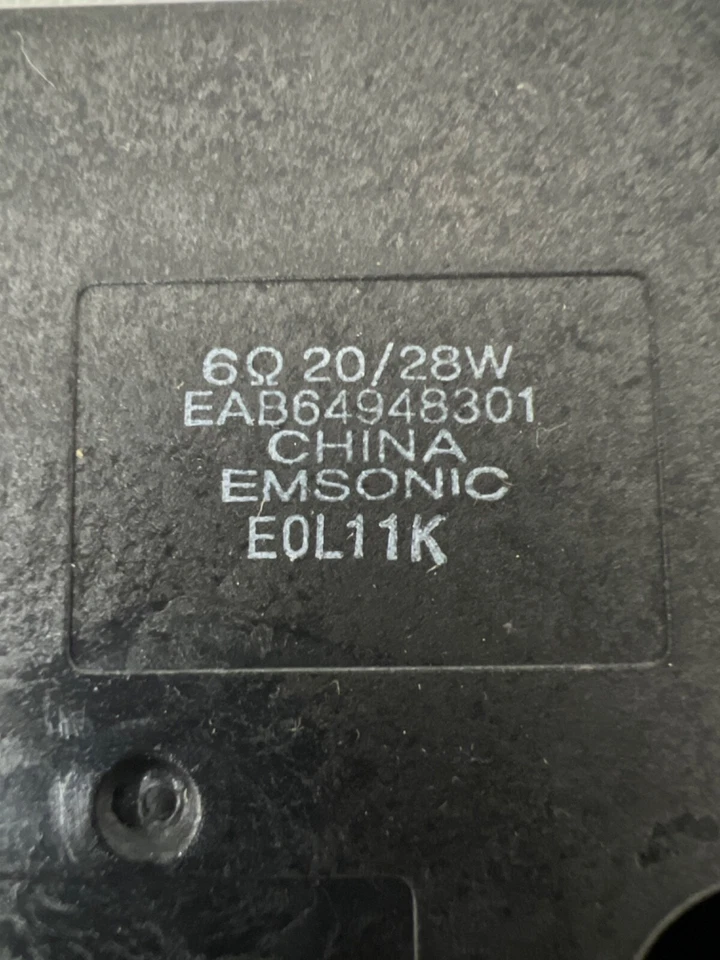 6Ω 20/28W
EAB64948301
CHINA
EMSONIC
E0L11K